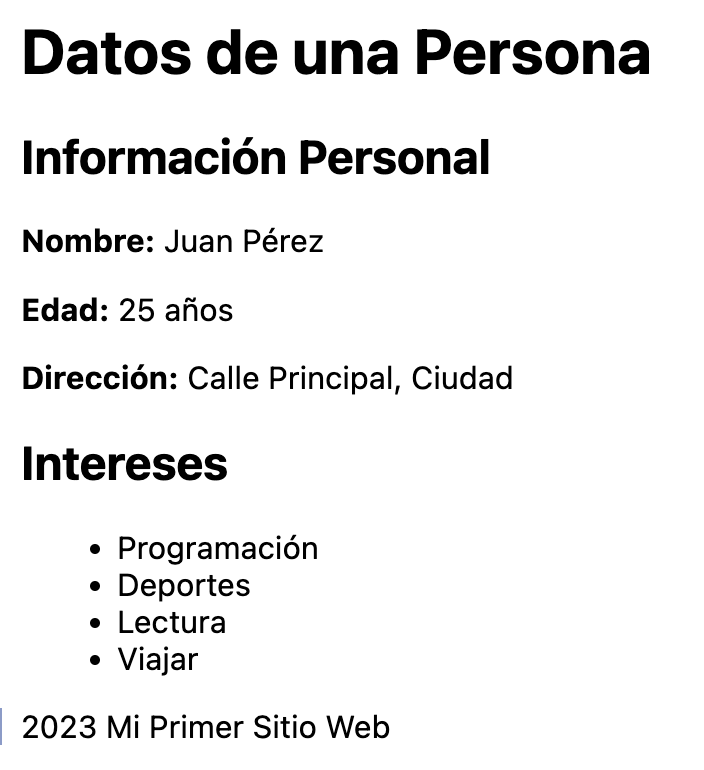 Datos de una Persona
Información Personal
Nombre: Juan Pérez
Edad: 25 años
Dirección: Calle Principal, Ciudad
Intereses
• Programación
• Deportes
• Lectura
• Viajar
2023 Mi Primer Sitio Web